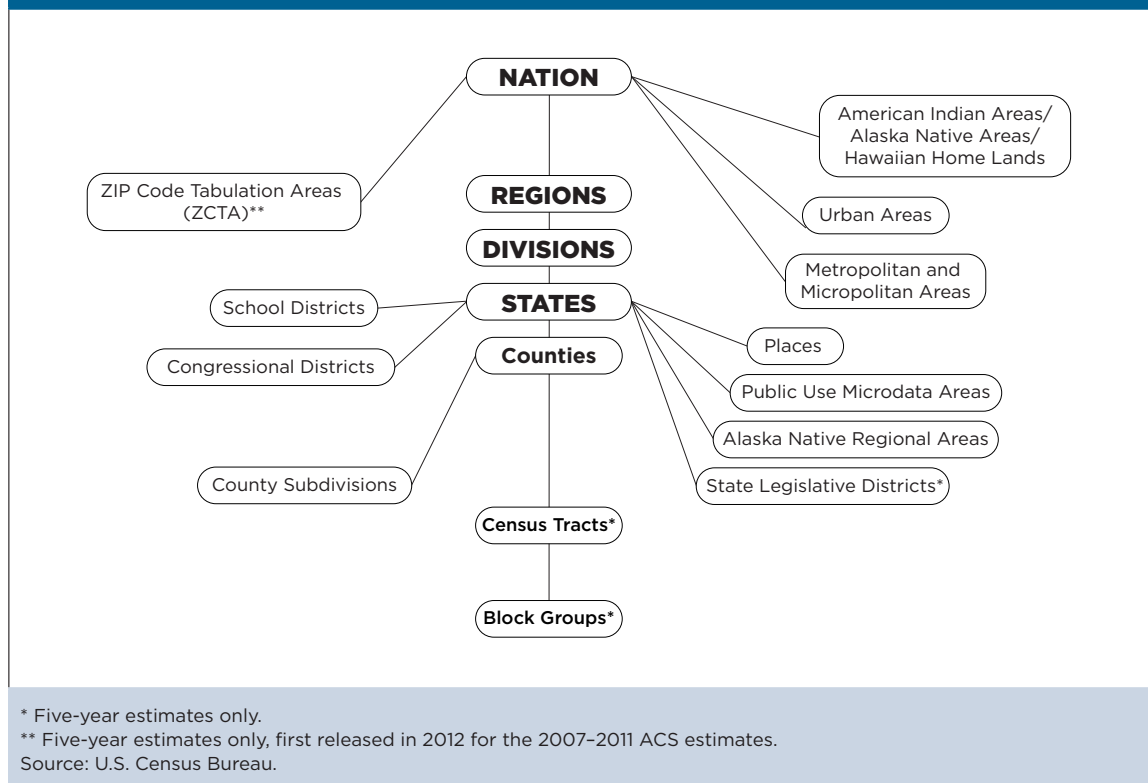 NATION
American Indian Areas/
Alaska Native Areas/
Hawaiian Home Lands
ZIP Code Tabulation Areas
(ZCTA)**
REGIONS
Urban Areas
DIVISIONS
Metropolitan and
Micropolitan Areas
School Districts
STATES
Places
Congressional Districts
Counties
Public Use Microdata Areas
Alaska Native Regional Areas
County Subdivisions
State Legislative Districts*
Census Tracts*
Block Groups*
* Five-year estimates only.
** Five-year estimates only, first released in 2012 for the 2007–2011 ACS estimates.
Source: U.S. Census Bureau.